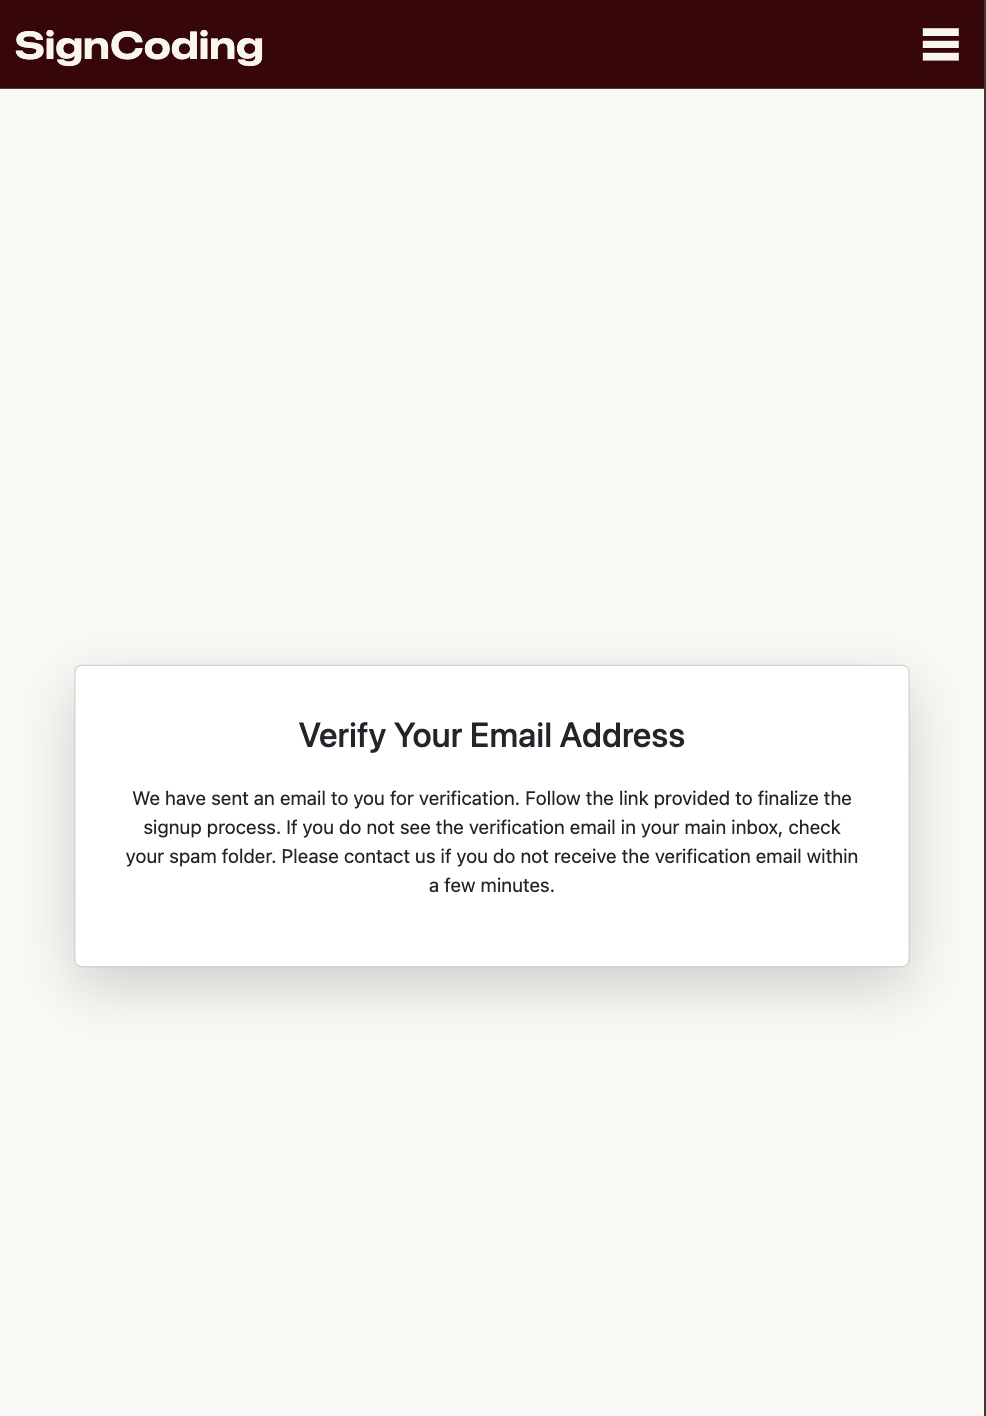 SignCoding
Verify Your Email Address
We have sent an email to you for verification. Follow the link provided to finalize the
signup process. If you do not see the verification email in your main inbox, check
your spam folder. Please contact us if you do not receive the verification email within
a few minutes.